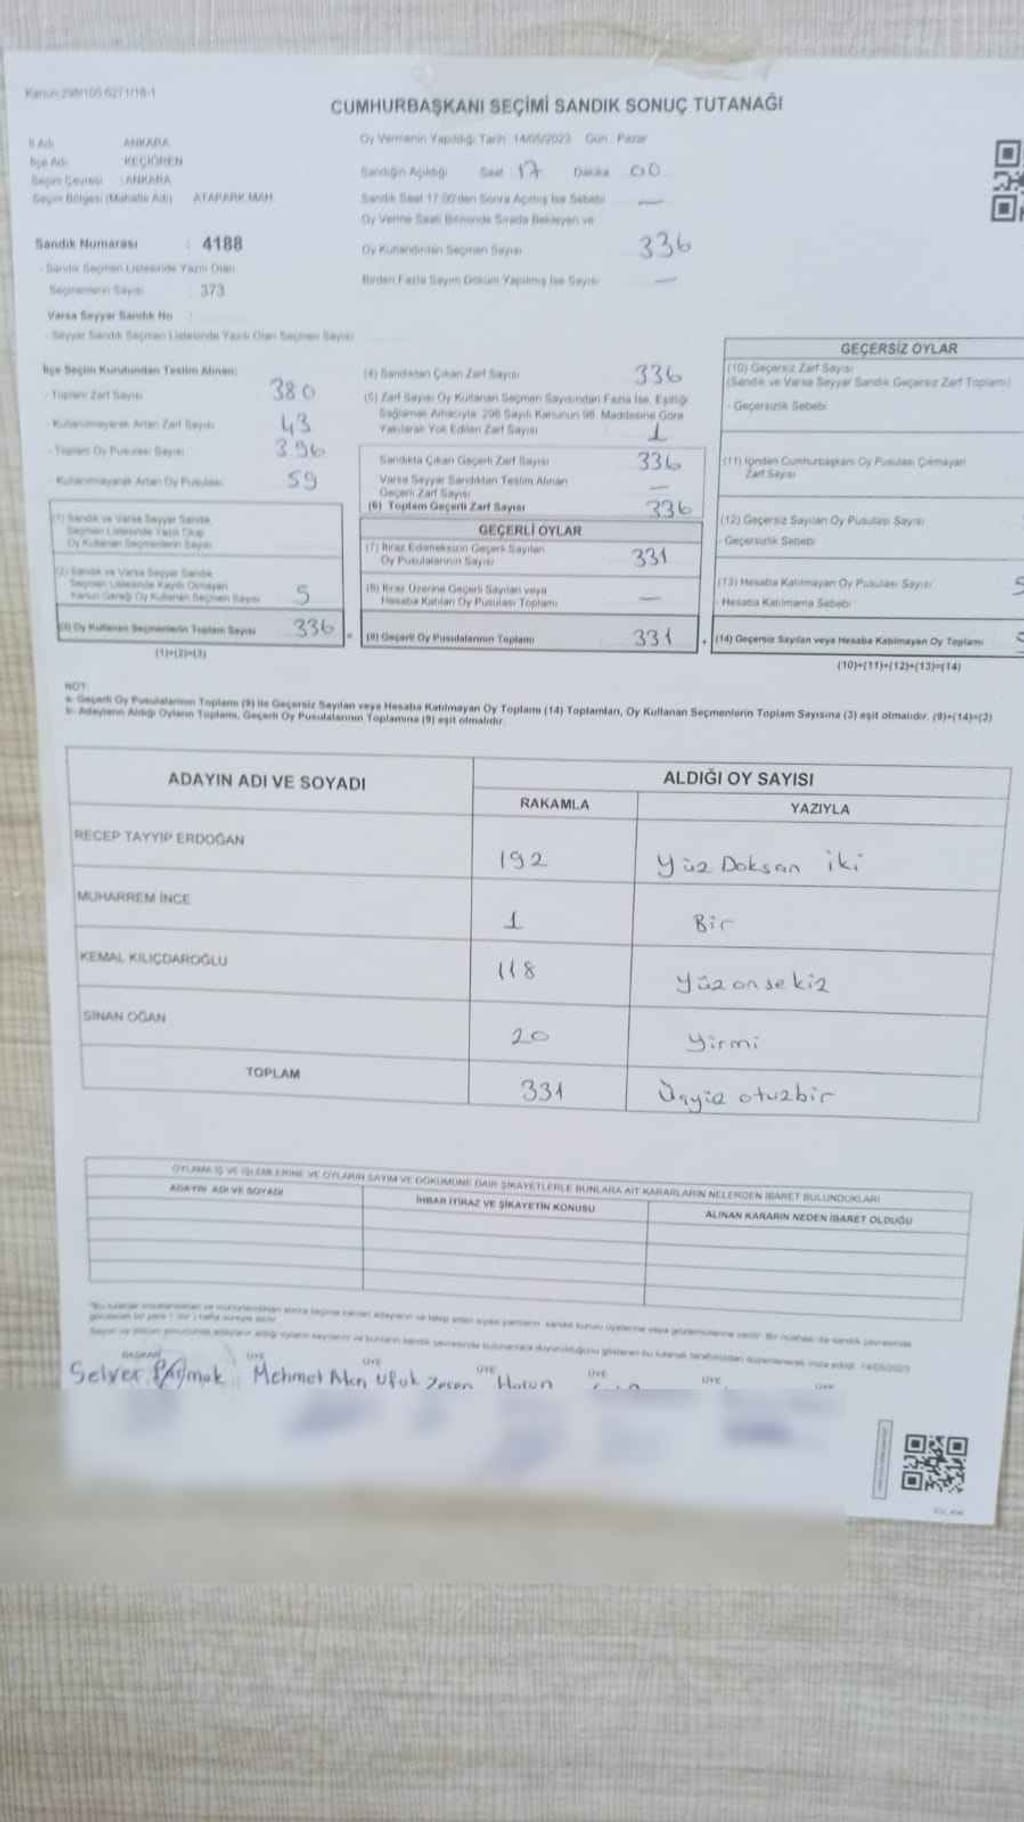 CUMHURBAŞKANI SEÇİMİ SANDIK SONUÇ TUTANAĞI
İl Adı ANKARA
Oy Vermenin Yapıldığı Tarih: 14/05/2023 Gün: Pazar
İlçe Adı KEÇİÖREN
Seçim Çevresi : ANKARA
Sandığın Açıldığı Saat: 17 Dakika 00
Seçim Bölgesi (Mahalle Adı) ATAPARK MAH.
Sandık Saat 17.00'den Sonra Açılmış İse Sebebi —
Oy Verme Saati Bitiminde Sırada Bekleyen ve
Oy Kullandırılan Seçmen Sayısı 336
Birden Fazla Sayım Döküm Yapılmış İse Sayısı —
Sandık Numarası : 4188
- Sandık Seçmen Listesinde Yazılı Olan
Seçmenlerin Sayısı 373
Varsa Seyyar Sandık No :
- Seyyar Sandık Seçmen Listesinde Yazılı Olan Seçmen Sayısı
İlçe Seçim Kurulundan Teslim Alınan:
- Toplam Zarf Sayısı 380
- Kullanılmayarak Artan Zarf Sayısı 43
- Toplam Oy Pusulası Sayısı 396
- Kullanılmayarak Artan Oy Pusulası 59
(1) Sandık ve Varsa Seyyar Sandık
Seçmen Listesinde Yazılı Olup
Oy Kullanan Seçmenlerin Sayısı
(2) Sandık ve Varsa Seyyar Sandık
Seçmen Listesinde Kayıtlı Olmayan
Kanun Gereği Oy Kullanan Seçmen Sayısı 5
(3) Oy Kullanan Seçmenlerin Toplam Sayısı 336
(1)+(2)=(3)
(4) Sandıktan Çıkan Zarf Sayısı 336
(5) Zarf Sayısı Oy Kullanan Seçmen Sayısından Fazla İse, Eşitliği
Sağlamak Amacıyla 298 Sayılı Kanunun 98. Maddesine Göre
Yakılarak Yok Edilen Zarf Sayısı 1
Sandıkta Çıkan Geçerli Zarf Sayısı 336
Varsa Seyyar Sandıktan Teslim Alınan
Geçerli Zarf Sayısı —
(6) Toplam Geçerli Zarf Sayısı 336
GEÇERLİ OYLAR
(7) İtiraz Edilmeksizin Geçerli Sayılan
Oy Pusulalarının Sayısı 331
(8) İtiraz Üzerine Geçerli Sayılan veya
Hesaba Katılan Oy Pusulası Toplamı —
(9) Geçerli Oy Pusulalarının Toplamı 331
GEÇERSİZ OYLAR
(10) Geçersiz Zarf Sayısı
(Sandık ve Varsa Seyyar Sandık Geçersiz Zarf Toplamı)
- Geçersizlik Sebebi
(11) İçinden Cumhurbaşkanı Oy Pusulası Çıkmayan
Zarf Sayısı
(12) Geçersiz Sayılan Oy Pusulası Sayısı
- Geçersizlik Sebebi
(13) Hesaba Katılmayan Oy Pusulası Sayısı 5
- Hesaba Katılmama Sebebi
(14) Geçersiz Sayılan veya Hesaba Katılmayan Oy Toplamı
(10)+(11)+(12)+(13)=(14)
NOT:
a- Geçerli Oy Pusulalarının Toplamı (9) ile Geçersiz Sayılan veya Hesaba Katılmayan Oy Toplamı (14) Toplamları, Oy Kullanan Seçmenlerin Toplam Sayısına (3) eşit olmalıdır. (9)+(14)=(3)
b- Adayların Aldığı Oyların Toplamı, Geçerli Oy Pusulalarının Toplamına (9) eşit olmalıdır.
ADAYIN ADI VE SOYADI ALDIĞI OY SAYISI
RAKAMLA YAZIYLA
RECEP TAYYİP ERDOĞAN 192 Yüz Doksan iki
MUHARREM İNCE 1 Bir
KEMAL KILIÇDAROĞLU 118 Yüz on sekiz
SİNAN OĞAN 20 Yirmi
TOPLAM 331 Üçyüz otuzbir
OYLAMA İŞ VE İŞLEMLERİNE VE OYLARIN SAYIM VE DÖKÜMÜNE DAİR ŞİKAYETLERLE BUNLARA AİT KARARLARIN NELERDEN İBARET BULUNDUKLARI
ADAYIN ADI VE SOYADI İHBAR İTİRAZ VE ŞİKAYETİN KONUSU ALINAN KARARIN NEDEN İBARET OLDUĞU
BAŞKAN ÜYE ÜYE ÜYE ÜYE ÜYE ÜYE
Selver Mehmet Akın Ufuk Harun